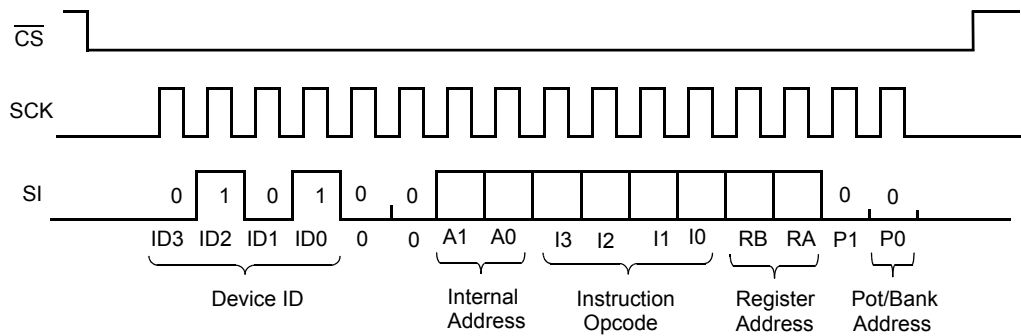 CS
SCK
SI
0 1 0 1 0 0 0 0
ID3 ID2 ID1 ID0 0 0 A1 A0 I3 I2 I1 I0 RB RA P1 P0
Device ID
Internal
Address
Instruction
Opcode
Register
Address
Pot/Bank
Address